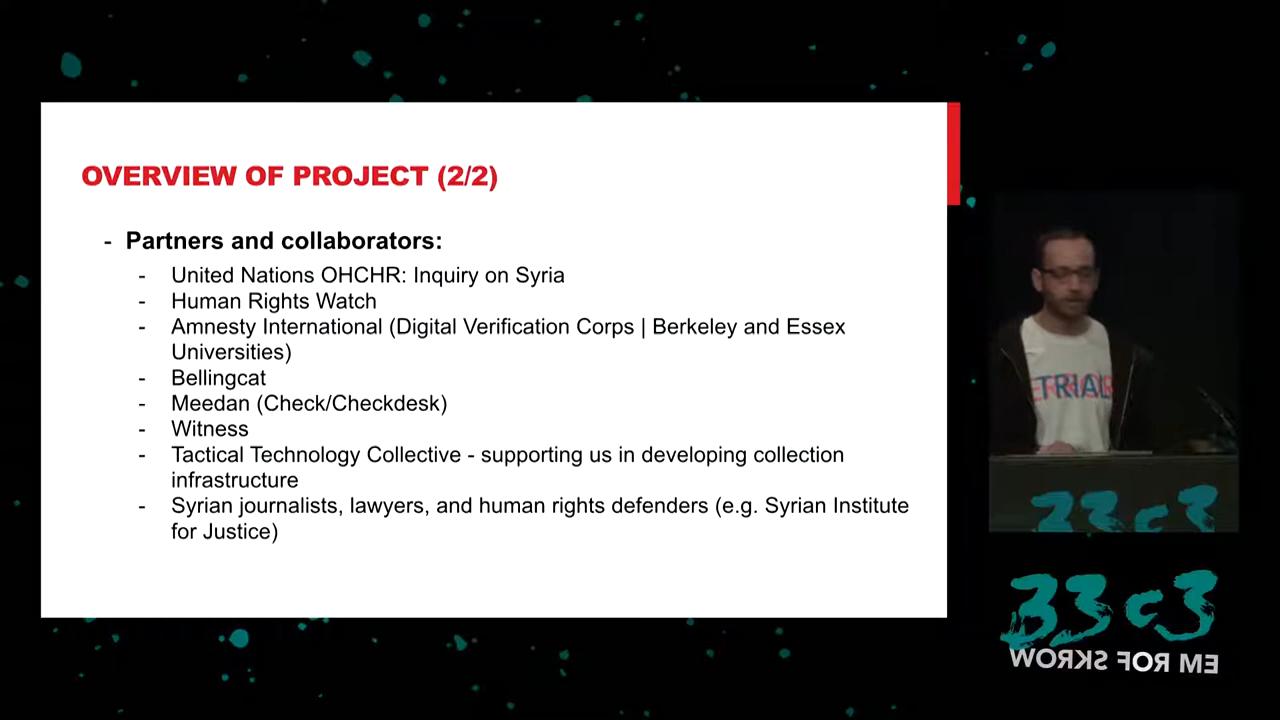 OVERVIEW OF PROJECT (2/2)
- Partners and collaborators:
- United Nations OHCHR: Inquiry on Syria
- Human Rights Watch
- Amnesty International (Digital Verification Corps | Berkeley and Essex
Universities)
- Bellingcat
- Meedan (Check/Checkdesk)
- Witness
- Tactical Technology Collective - supporting us in developing collection
infrastructure
- Syrian journalists, lawyers, and human rights defenders (e.g. Syrian Institute
for Justice)
TRIAL
33c3
33c3
WORKS FOR ME